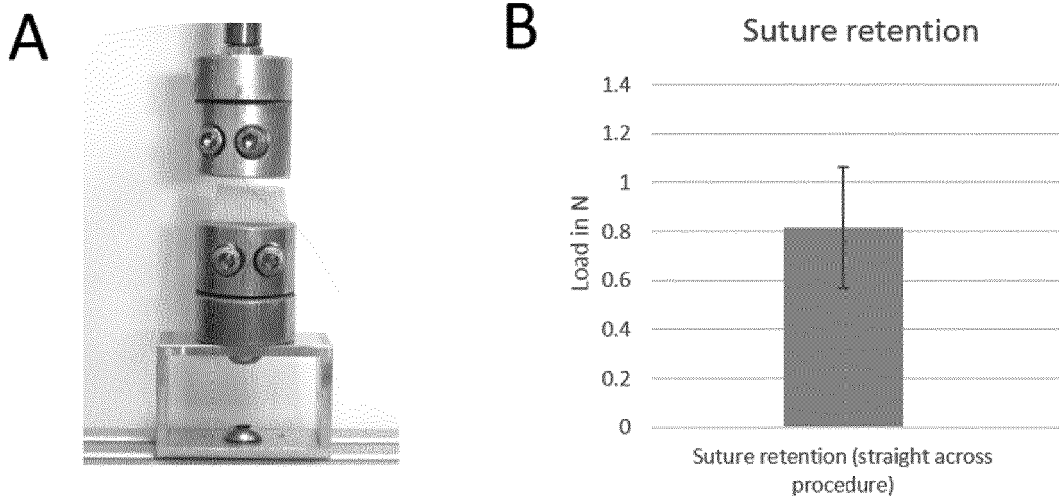 A
B
Suture retention
1.4
1.2
1
0.8
0.6
0.4
0.2
0
Load in N
Suture retention (straight across
procedure)